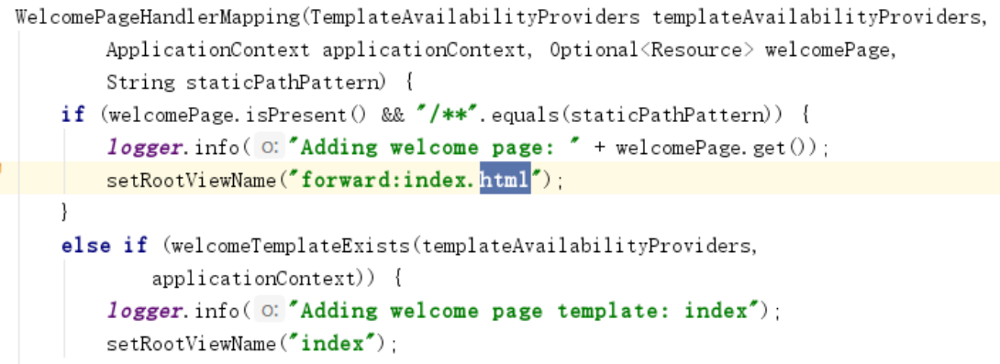 WelcomePageHandlerMapping(TemplateAvailabilityProviders templateAvailabilityProviders,
        ApplicationContext applicationContext, Optional<Resource> welcomePage,
        String staticPathPattern) {
    if (welcomePage.isPresent() && "/**".equals(staticPathPattern)) {
        logger.info( o: "Adding welcome page: " + welcomePage.get());
        setRootViewName("forward:index.html");
    }
    else if (welcomeTemplateExists(templateAvailabilityProviders,
            applicationContext)) {
        logger.info( o: "Adding welcome page template: index");
        setRootViewName("index");